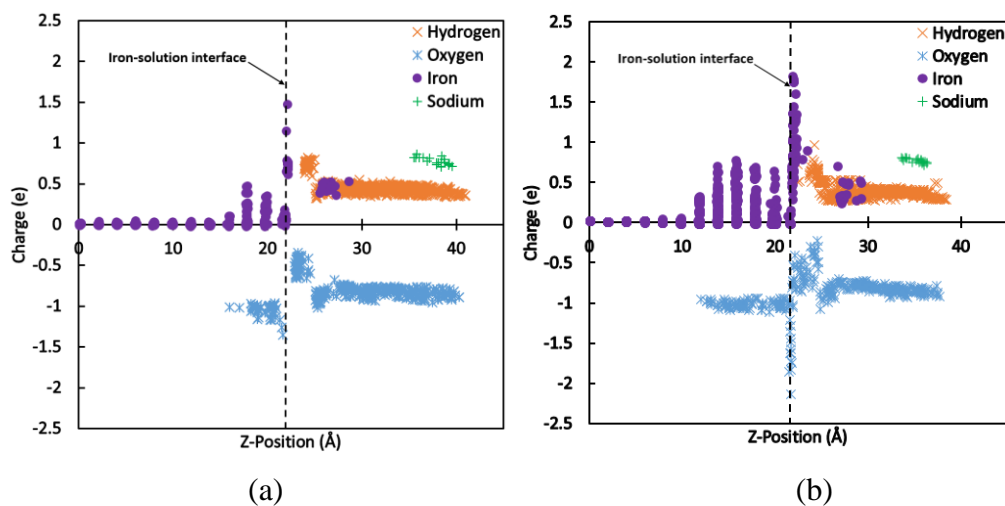 2.5
2
1.5
1
0.5
0
-0.5
-1
-1.5
-2
-2.5
Charge (e)
0
10
20
30
40
Z-Position (Å)
Iron-solution interface
Hydrogen
Oxygen
Iron
Sodium
(a)
2.5
2
1.5
1
0.5
0
-0.5
-1
-1.5
-2
-2.5
Charge (e)
0
10
20
30
40
Z-Position (Å)
Iron-solution interface
Hydrogen
Oxygen
Iron
Sodium
(b)